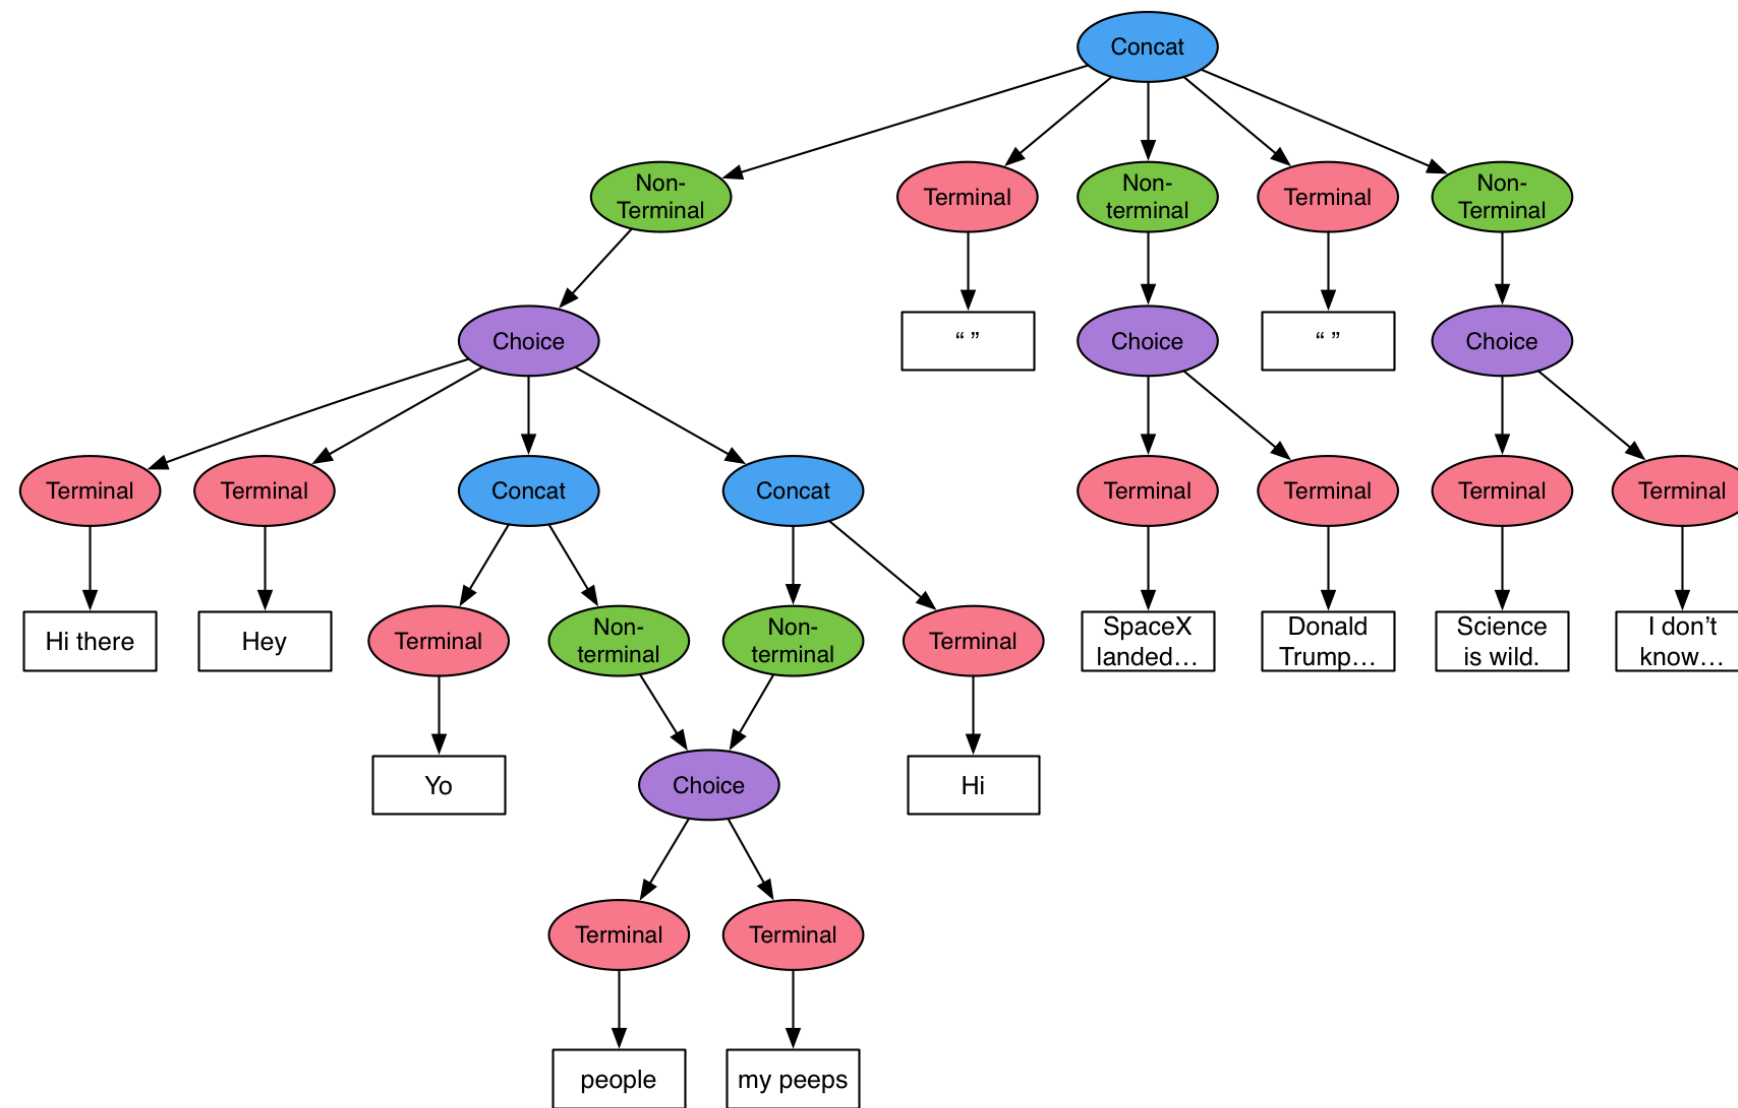 Concat
Non-
Terminal
Terminal
Non-
terminal
Terminal
Non-
Terminal
Choice
“ ”
Choice
“ ”
Choice
Terminal
Terminal
Concat
Concat
Terminal
Terminal
Terminal
Terminal
Hi there
Hey
Terminal
Non-
terminal
Non-
terminal
Terminal
SpaceX
landed…
Donald
Trump…
Science
is wild.
I don’t
know…
Yo
Choice
Hi
Terminal
Terminal
people
my peeps